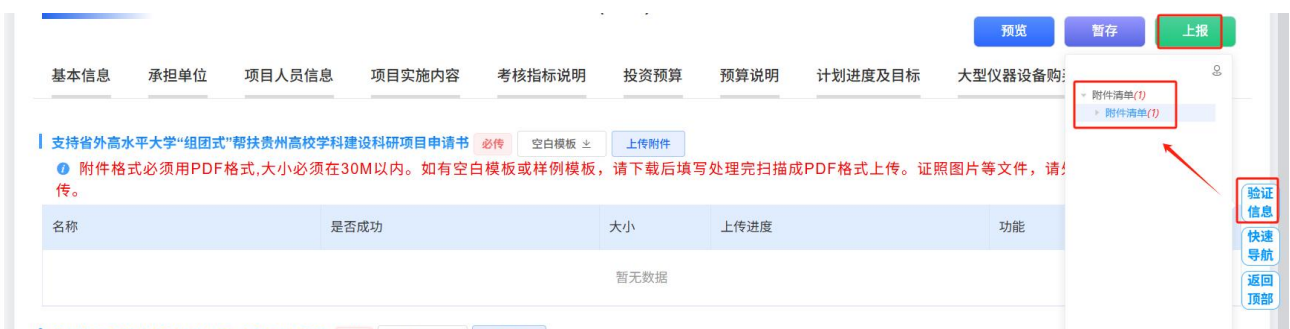 预览
暂存
上报
基本信息
承担单位
项目人员信息
项目实施内容
考核指标说明
投资预算
预算说明
计划进度及目标
大型仪器设备购
附件清单(1)
附件清单(1)
支持省外高水平大学“组团式”帮扶贵州高校学科建设科研项目申请书 必传 空白模板 上传附件
附件格式必须用PDF格式,大小必须在30M以内。如有空白模板或样例模板，请下载后填写处理完扫描成PDF格式上传。证照图片等文件，请
传。
名称
是否成功
大小
上传进度
功能
暂无数据
验证
信息
快速
导航
返回
顶部